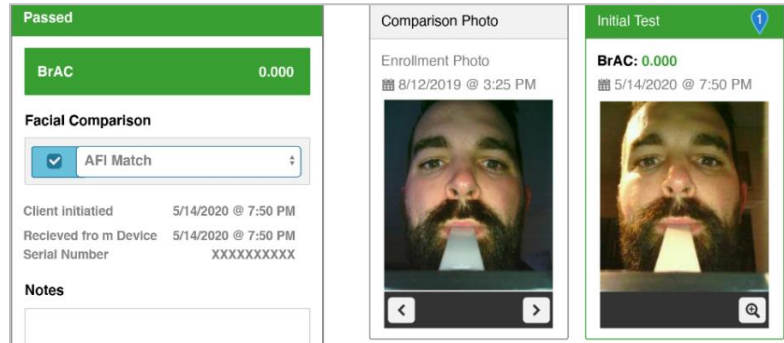 Passed
BrAC 0.000
Facial Comparison
AFI Match
Client initiatied 5/14/2020 @ 7:50 PM
Recieved fro m Device 5/14/2020 @ 7:50 PM
Serial Number XXXXXXXXXX
Notes
Comparison Photo
Enrollment Photo
8/12/2019 @ 3:25 PM
Initial Test 1
BrAC: 0.000
5/14/2020 @ 7:50 PM